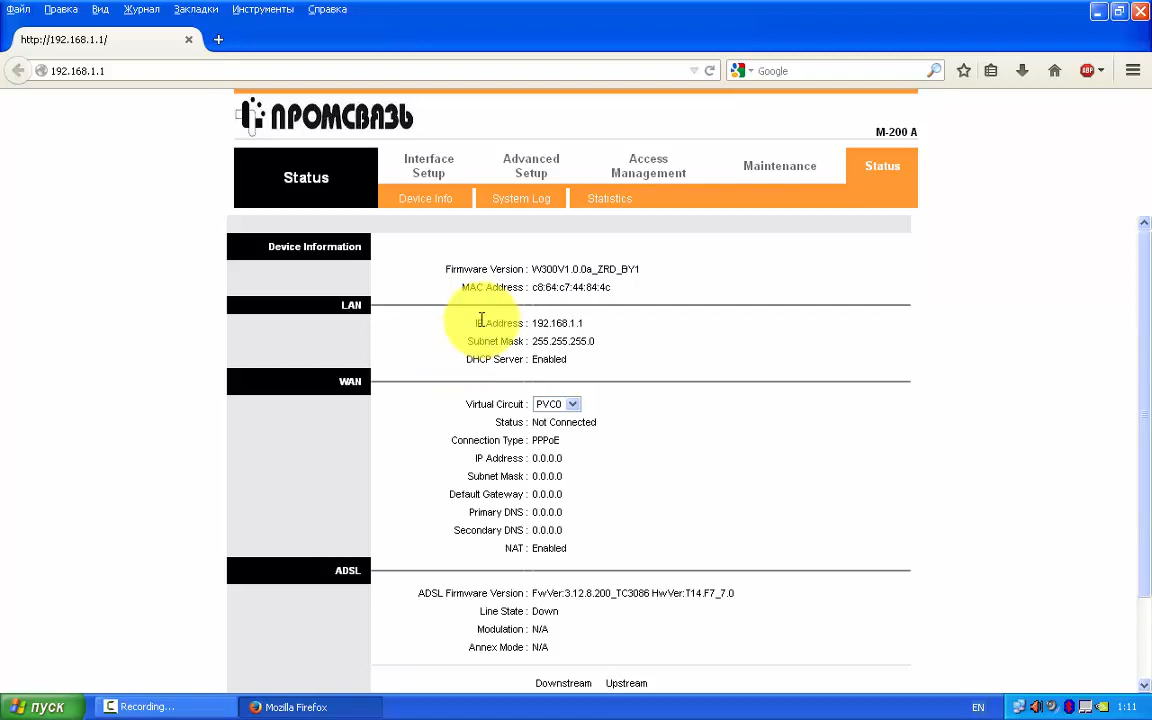 Файл Правка Вид Журнал Закладки Инструменты Справка
http://192.168.1.1/
192.168.1.1
Google
ABP
ПРОМСВЯЗЬ
M-200 A
Status
Interface Setup
Advanced Setup
Access Management
Maintenance
Status
Device Info
System Log
Statistics
Device Information
Firmware Version : W300V1.0.0a_ZRD_BY1
MAC Address : c8:64:c7:44:84:4c
LAN
IP Address : 192.168.1.1
Subnet Mask : 255.255.255.0
DHCP Server : Enabled
WAN
Virtual Circuit : PVC0
Status : Not Connected
Connection Type : PPPoE
IP Address : 0.0.0.0
Subnet Mask : 0.0.0.0
Default Gateway : 0.0.0.0
Primary DNS : 0.0.0.0
Secondary DNS : 0.0.0.0
NAT : Enabled
ADSL
ADSL Firmware Version : FwVer:3.12.8.200_TC3086 HwVer:T14.F7_7.0
Line State : Down
Modulation : N/A
Annex Mode : N/A
Downstream Upstream
пуск
Recording...
Mozilla Firefox
EN
1:11